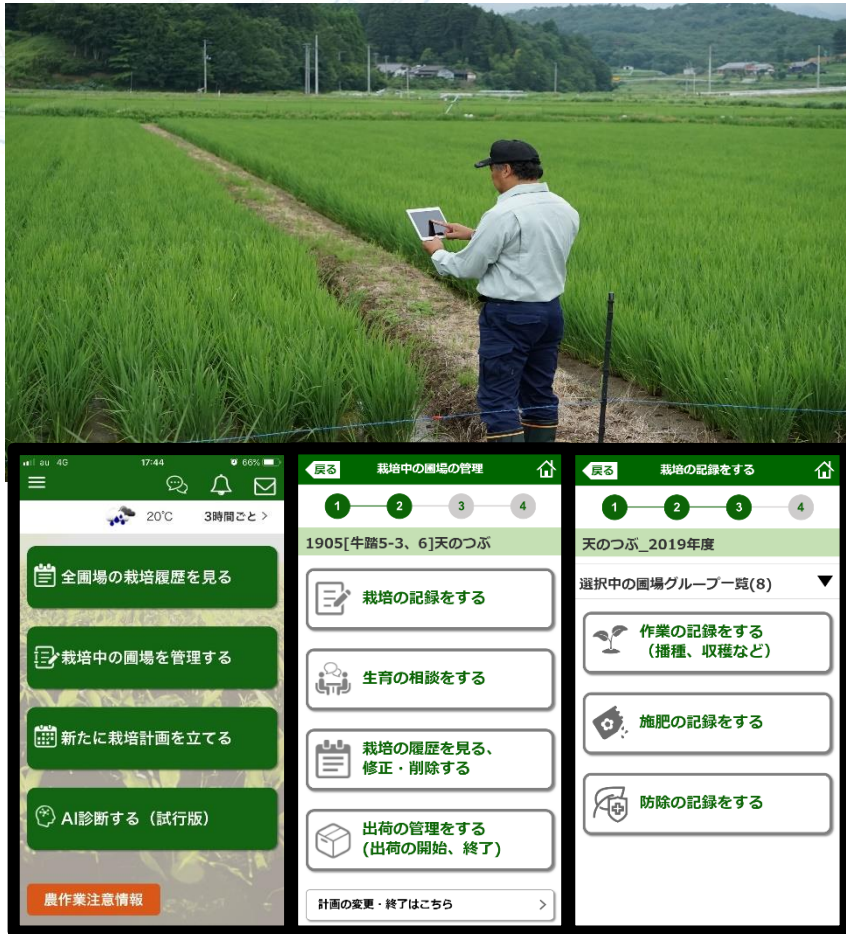 au 4G
17:44
66%
20℃
3時間ごと >
全圃場の栽培履歴を見る
栽培中の圃場を管理する
新たに栽培計画を立てる
AI診断する（試行版）
農作業注意情報
戻る
栽培中の圃場の管理
1
2
3
4
1905[牛踏5-3、6]天のつぶ
栽培の記録をする
生育の相談をする
栽培の履歴を見る、
修正・削除する
出荷の管理をする
(出荷の開始、終了)
計画の変更・終了はこちら >
戻る
栽培の記録をする
1
2
3
4
天のつぶ_2019年度
選択中の圃場グループ一覧(8) ▼
作業の記録をする
（播種、収穫など）
施肥の記録をする
防除の記録をする